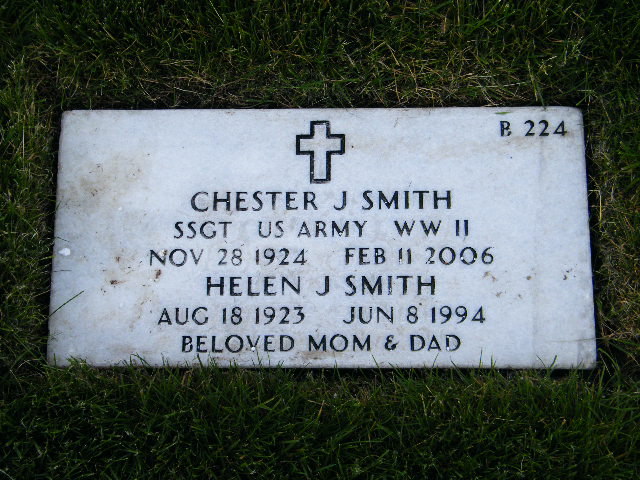 B 224
CHESTER J SMITH
SSGT US ARMY WW II
NOV 28 1924 FEB 11 2006
HELEN J SMITH
AUG 18 1923 JUN 8 1994
BELOVED MOM & DAD